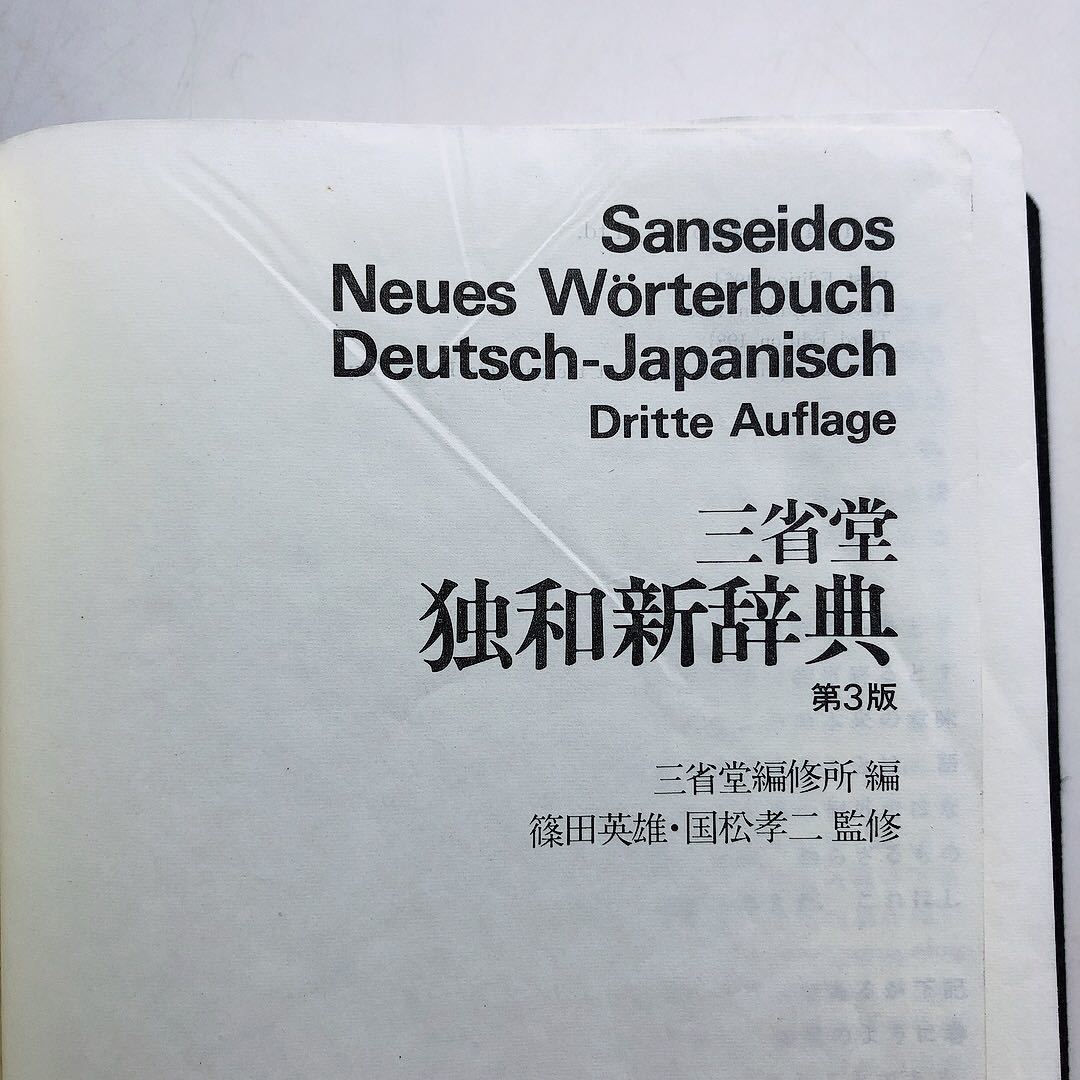 Sanseidos
Neues Wörterbuch
Deutsch-Japanisch
Dritte Auflage
三省堂
独和新辞典
第3版
三省堂編修所 編
篠田英雄・国松孝二 監修